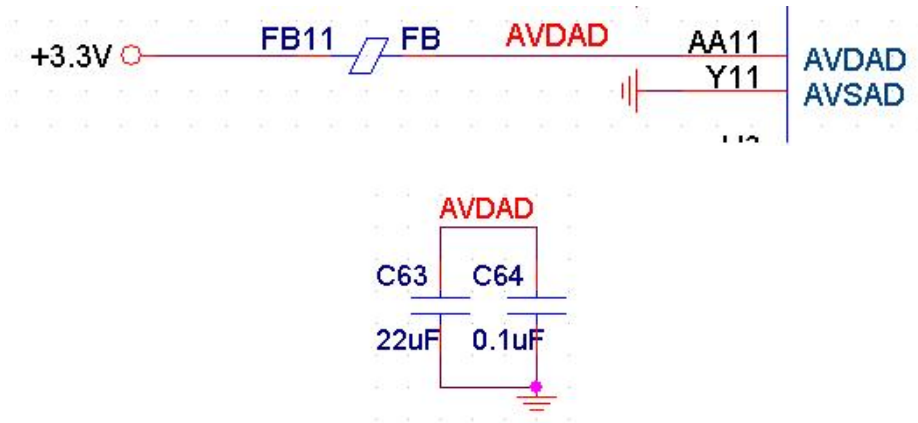 +3.3V FB11 FB AVDAD AA11 AVDAD
Y11 AVSAD
AVDAD
C63 C64
22uF 0.1uF